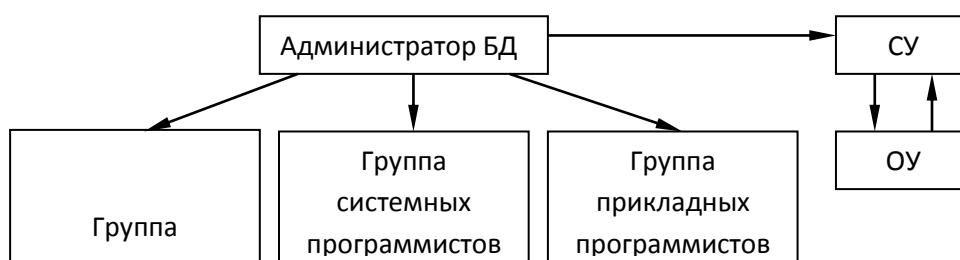 Администратор БД
СУ
ОУ
Группа
Группа
системных
программистов
Группа
прикладных
программистов